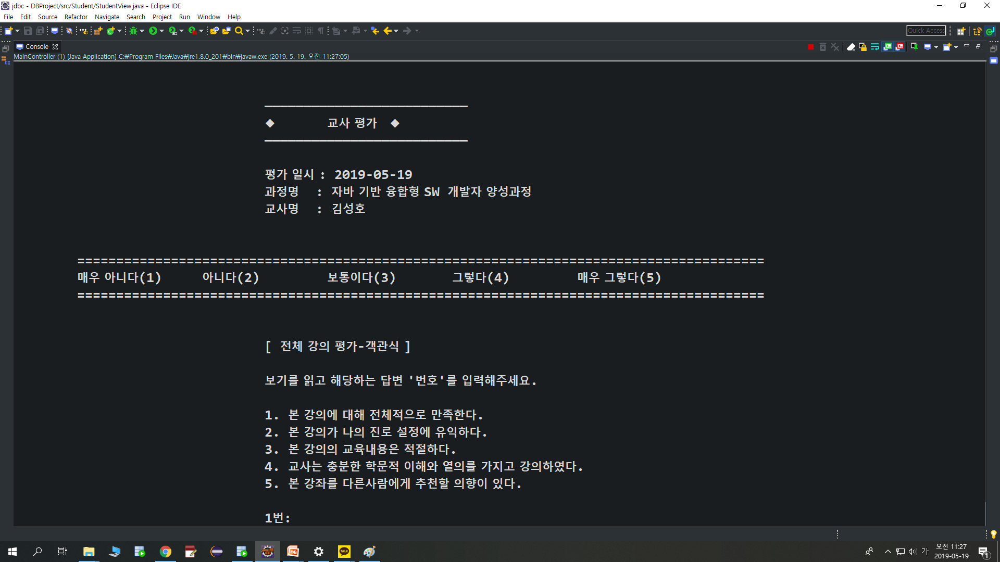 jdbc - DBProject/src/Student/StudentView.java - Eclipse IDE
File Edit Source Refactor Navigate Search Project Run Window Help
Quick Access
Console
MainController (1) [Java Application] C:₩Program Files₩Java₩jre1.8.0_201₩bin₩javaw.exe (2019. 5. 19. 오전 11:27:05)
◆ 교사 평가 ◆
평가 일시 : 2019-05-19
과정명 : 자바 기반 융합형 SW 개발자 양성과정
교사명 : 김성호
========================================================================================
매우 아니다(1) 아니다(2) 보통이다(3) 그렇다(4) 매우 그렇다(5)
========================================================================================
[ 전체 강의 평가-객관식 ]
보기를 읽고 해당하는 답변 '번호'를 입력해주세요.
1. 본 강의에 대해 전체적으로 만족한다.
2. 본 강의가 나의 진로 설정에 유익하다.
3. 본 강의의 교육내용은 적절하다.
4. 교사는 충분한 학문적 이해와 열의를 가지고 강의하였다.
5. 본 강좌를 다른사람에게 추천할 의향이 있다.
1번:
TALK
가
오전 11:27
2019-05-19
1